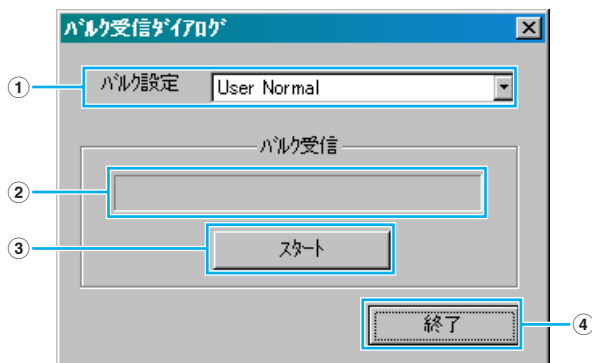 バルク受信ダイアログ
① バルク設定 User Normal
バルク受信
②
③ スタート
終了 ④